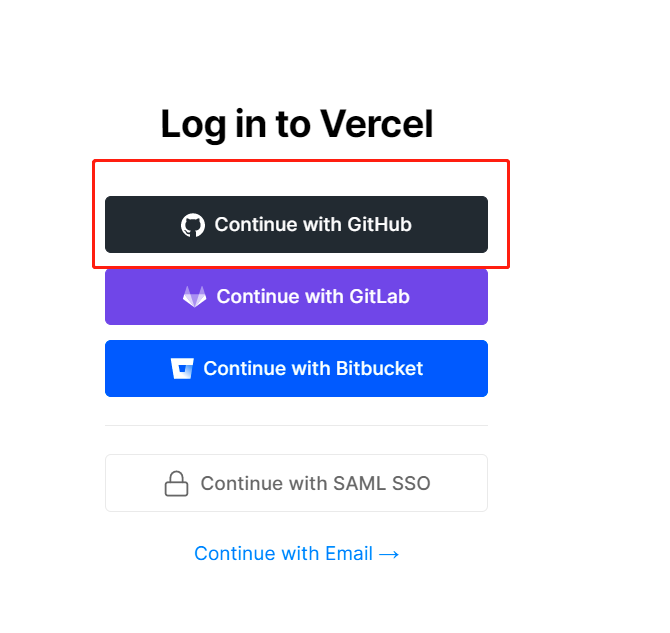 Log in to Vercel
Continue with GitHub
Continue with GitLab
Continue with Bitbucket
Continue with SAML SSO
Continue with Email →